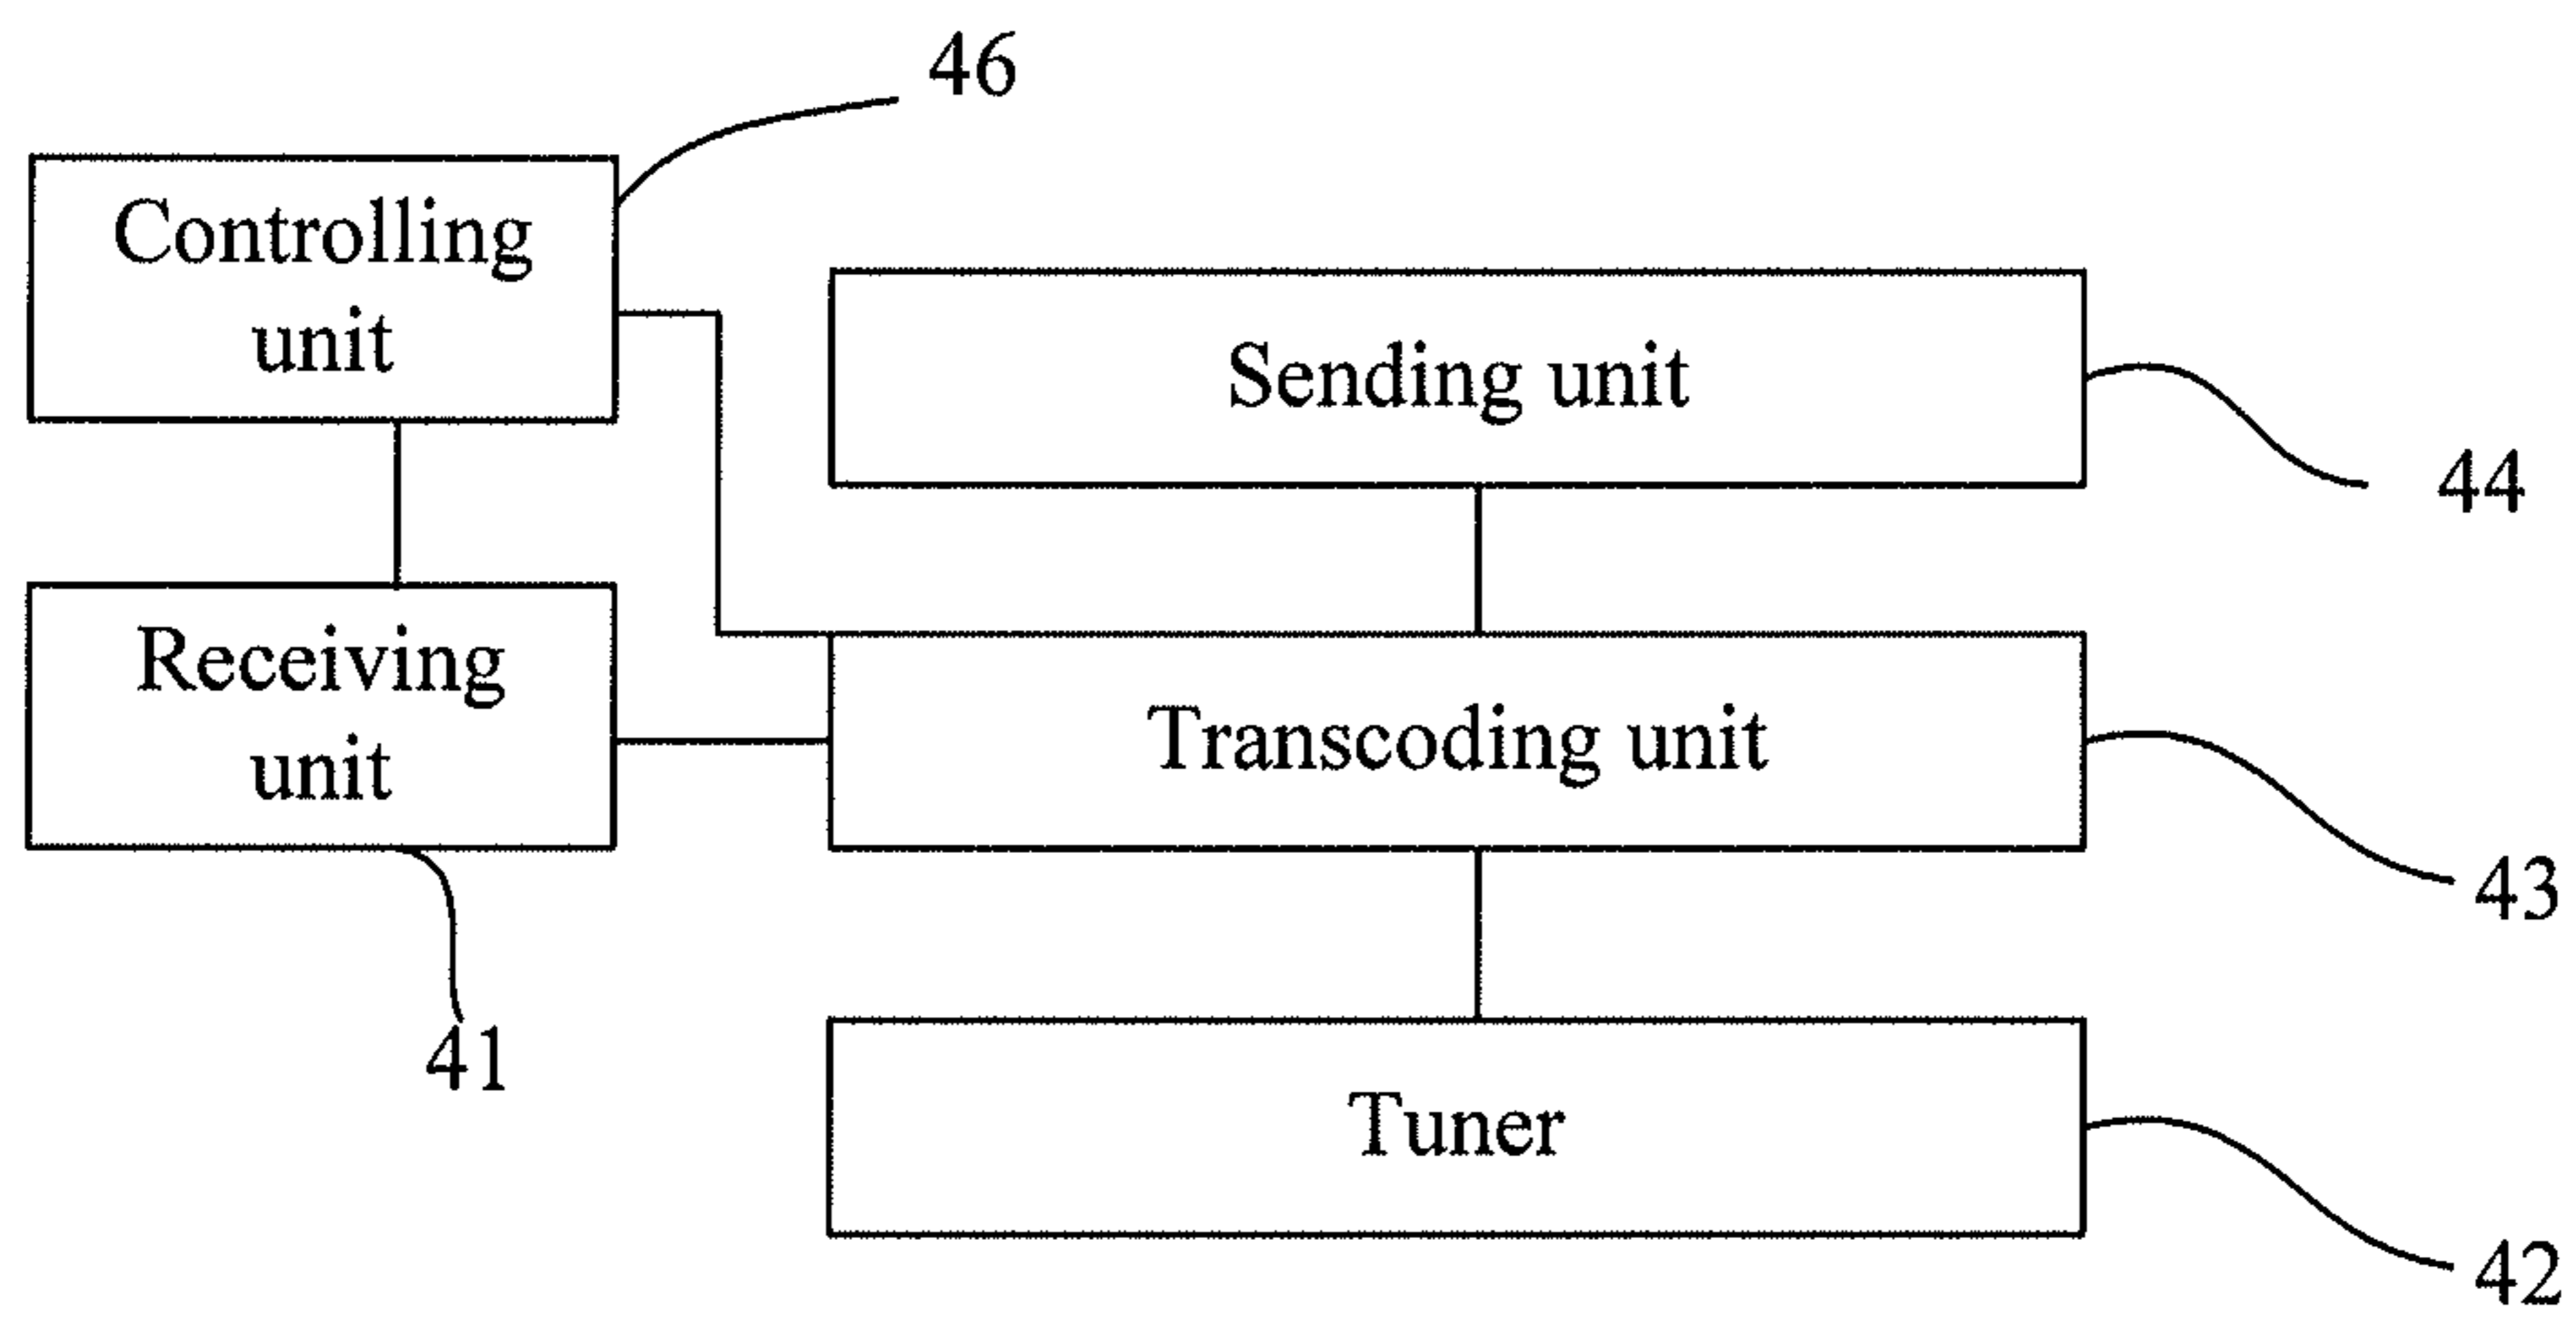 46
Controlling
unit
Sending unit
44
Receiving
unit
Transcoding unit
43
41
Tuner
42